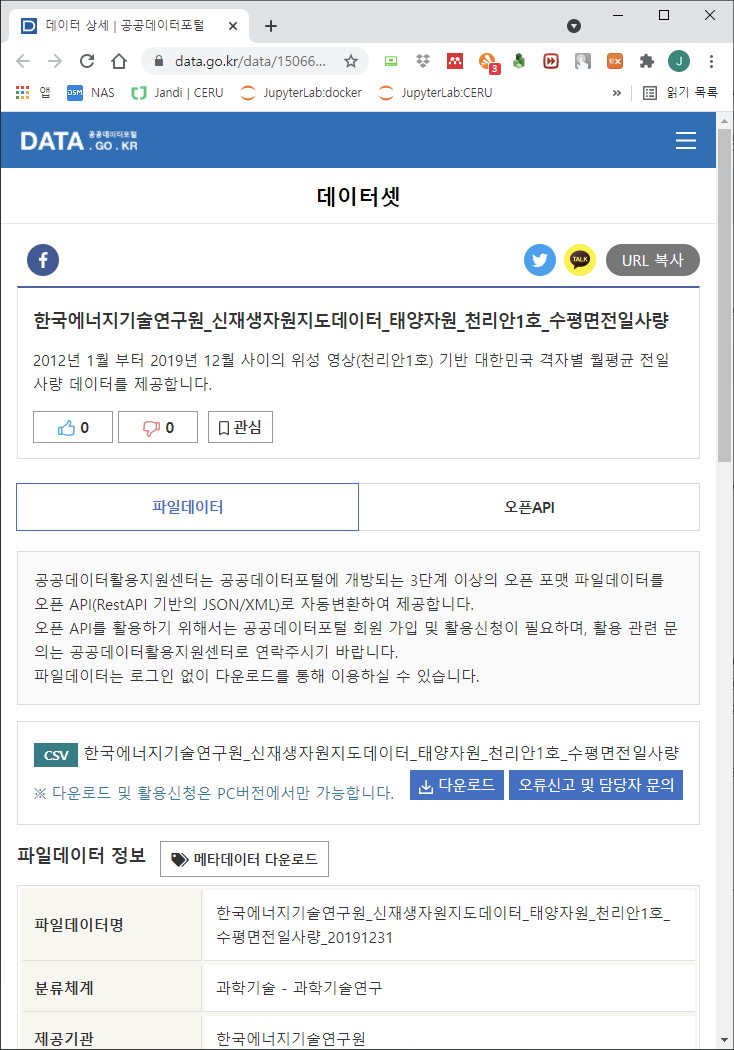 데이터 상세 | 공공데이터포털
data.go.kr/data/15066...
3
J
앱
DSM NAS
Jandi | CERU
JupyterLab:docker
JupyterLab:CERU
»
읽기 목록
DATA 공공데이터포털
.GO.KR
데이터셋
TALK
URL 복사
한국에너지기술연구원_신재생자원지도데이터_태양자원_천리안1호_수평면전일사량
2012년 1월 부터 2019년 12월 사이의 위성 영상(천리안1호) 기반 대한민국 격자별 월평균 전일
사량 데이터를 제공합니다.
0
0
관심
파일데이터
오픈API
공공데이터활용지원센터는 공공데이터포털에 개방되는 3단계 이상의 오픈 포맷 파일데이터를
오픈 API(RestAPI 기반의 JSON/XML)로 자동변환하여 제공합니다.
오픈 API를 활용하기 위해서는 공공데이터포털 회원 가입 및 활용신청이 필요하며, 활용 관련 문
의는 공공데이터활용지원센터로 연락주시기 바랍니다.
파일데이터는 로그인 없이 다운로드를 통해 이용하실 수 있습니다.
CSV 한국에너지기술연구원_신재생자원지도데이터_태양자원_천리안1호_수평면전일사량
※ 다운로드 및 활용신청은 PC버전에서만 가능합니다.
다운로드
오류신고 및 담당자 문의
파일데이터 정보
메타데이터 다운로드
파일데이터명
한국에너지기술연구원_신재생자원지도데이터_태양자원_천리안1호_
수평면전일사량_20191231
분류체계
과학기술 - 과학기술연구
제공기관
한국에너지기술연구원